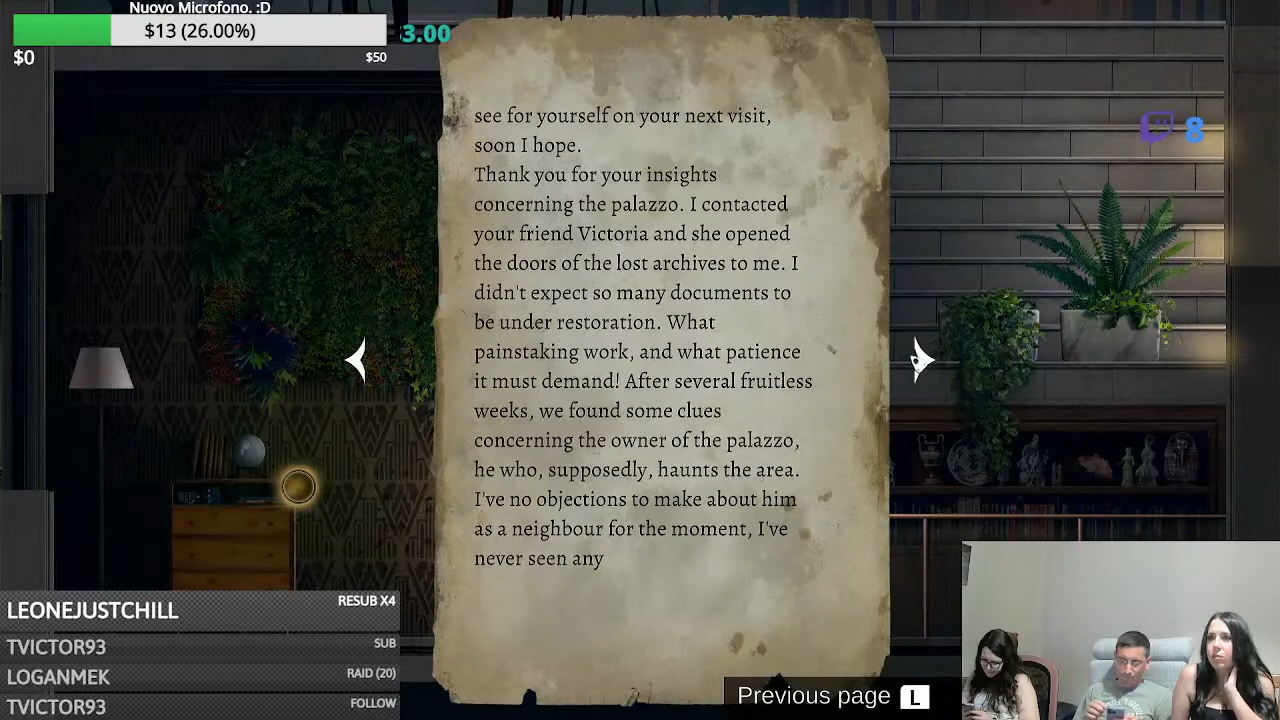 Nuovo Microfono. :D
$13 (26.00%)
3.00
$0
$50
see for yourself on your next visit,
soon I hope.
Thank you for your insights
concerning the palazzo. I contacted
your friend Victoria and she opened
the doors of the lost archives to me. I
didn't expect so many documents to
be under restoration. What
painstaking work, and what patience
it must demand! After several fruitless
weeks, we found some clues
concerning the owner of the palazzo,
he who, supposedly, haunts the area.
I've no objections to make about him
as a neighbour for the moment, I've
never seen any
8
LEONEJUSTCHILL RESUB X4
TVICTOR93 SUB
LOGANMEK RAID (20)
TVICTOR93 FOLLOW
Previous page L